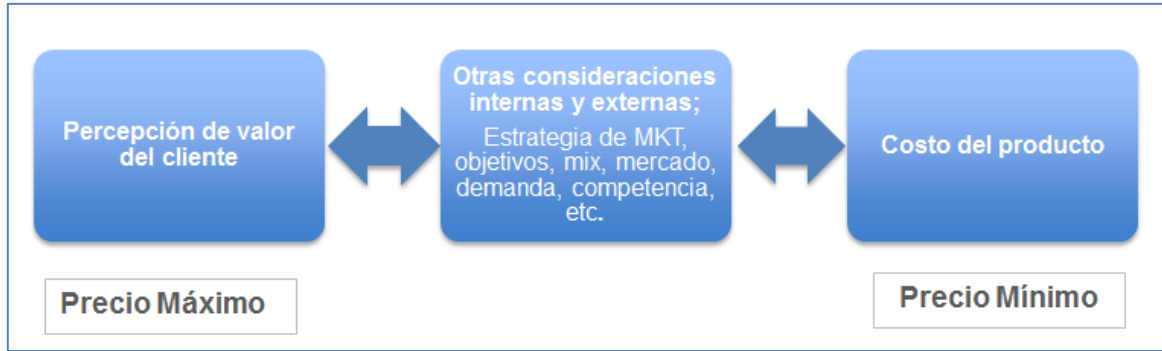 Percepción de valor
del cliente
Otras consideraciones
internas y externas;
Estrategia de MKT,
objetivos, mix, mercado,
demanda, competencia,
etc.
Costo del producto
Precio Máximo
Precio Mínimo